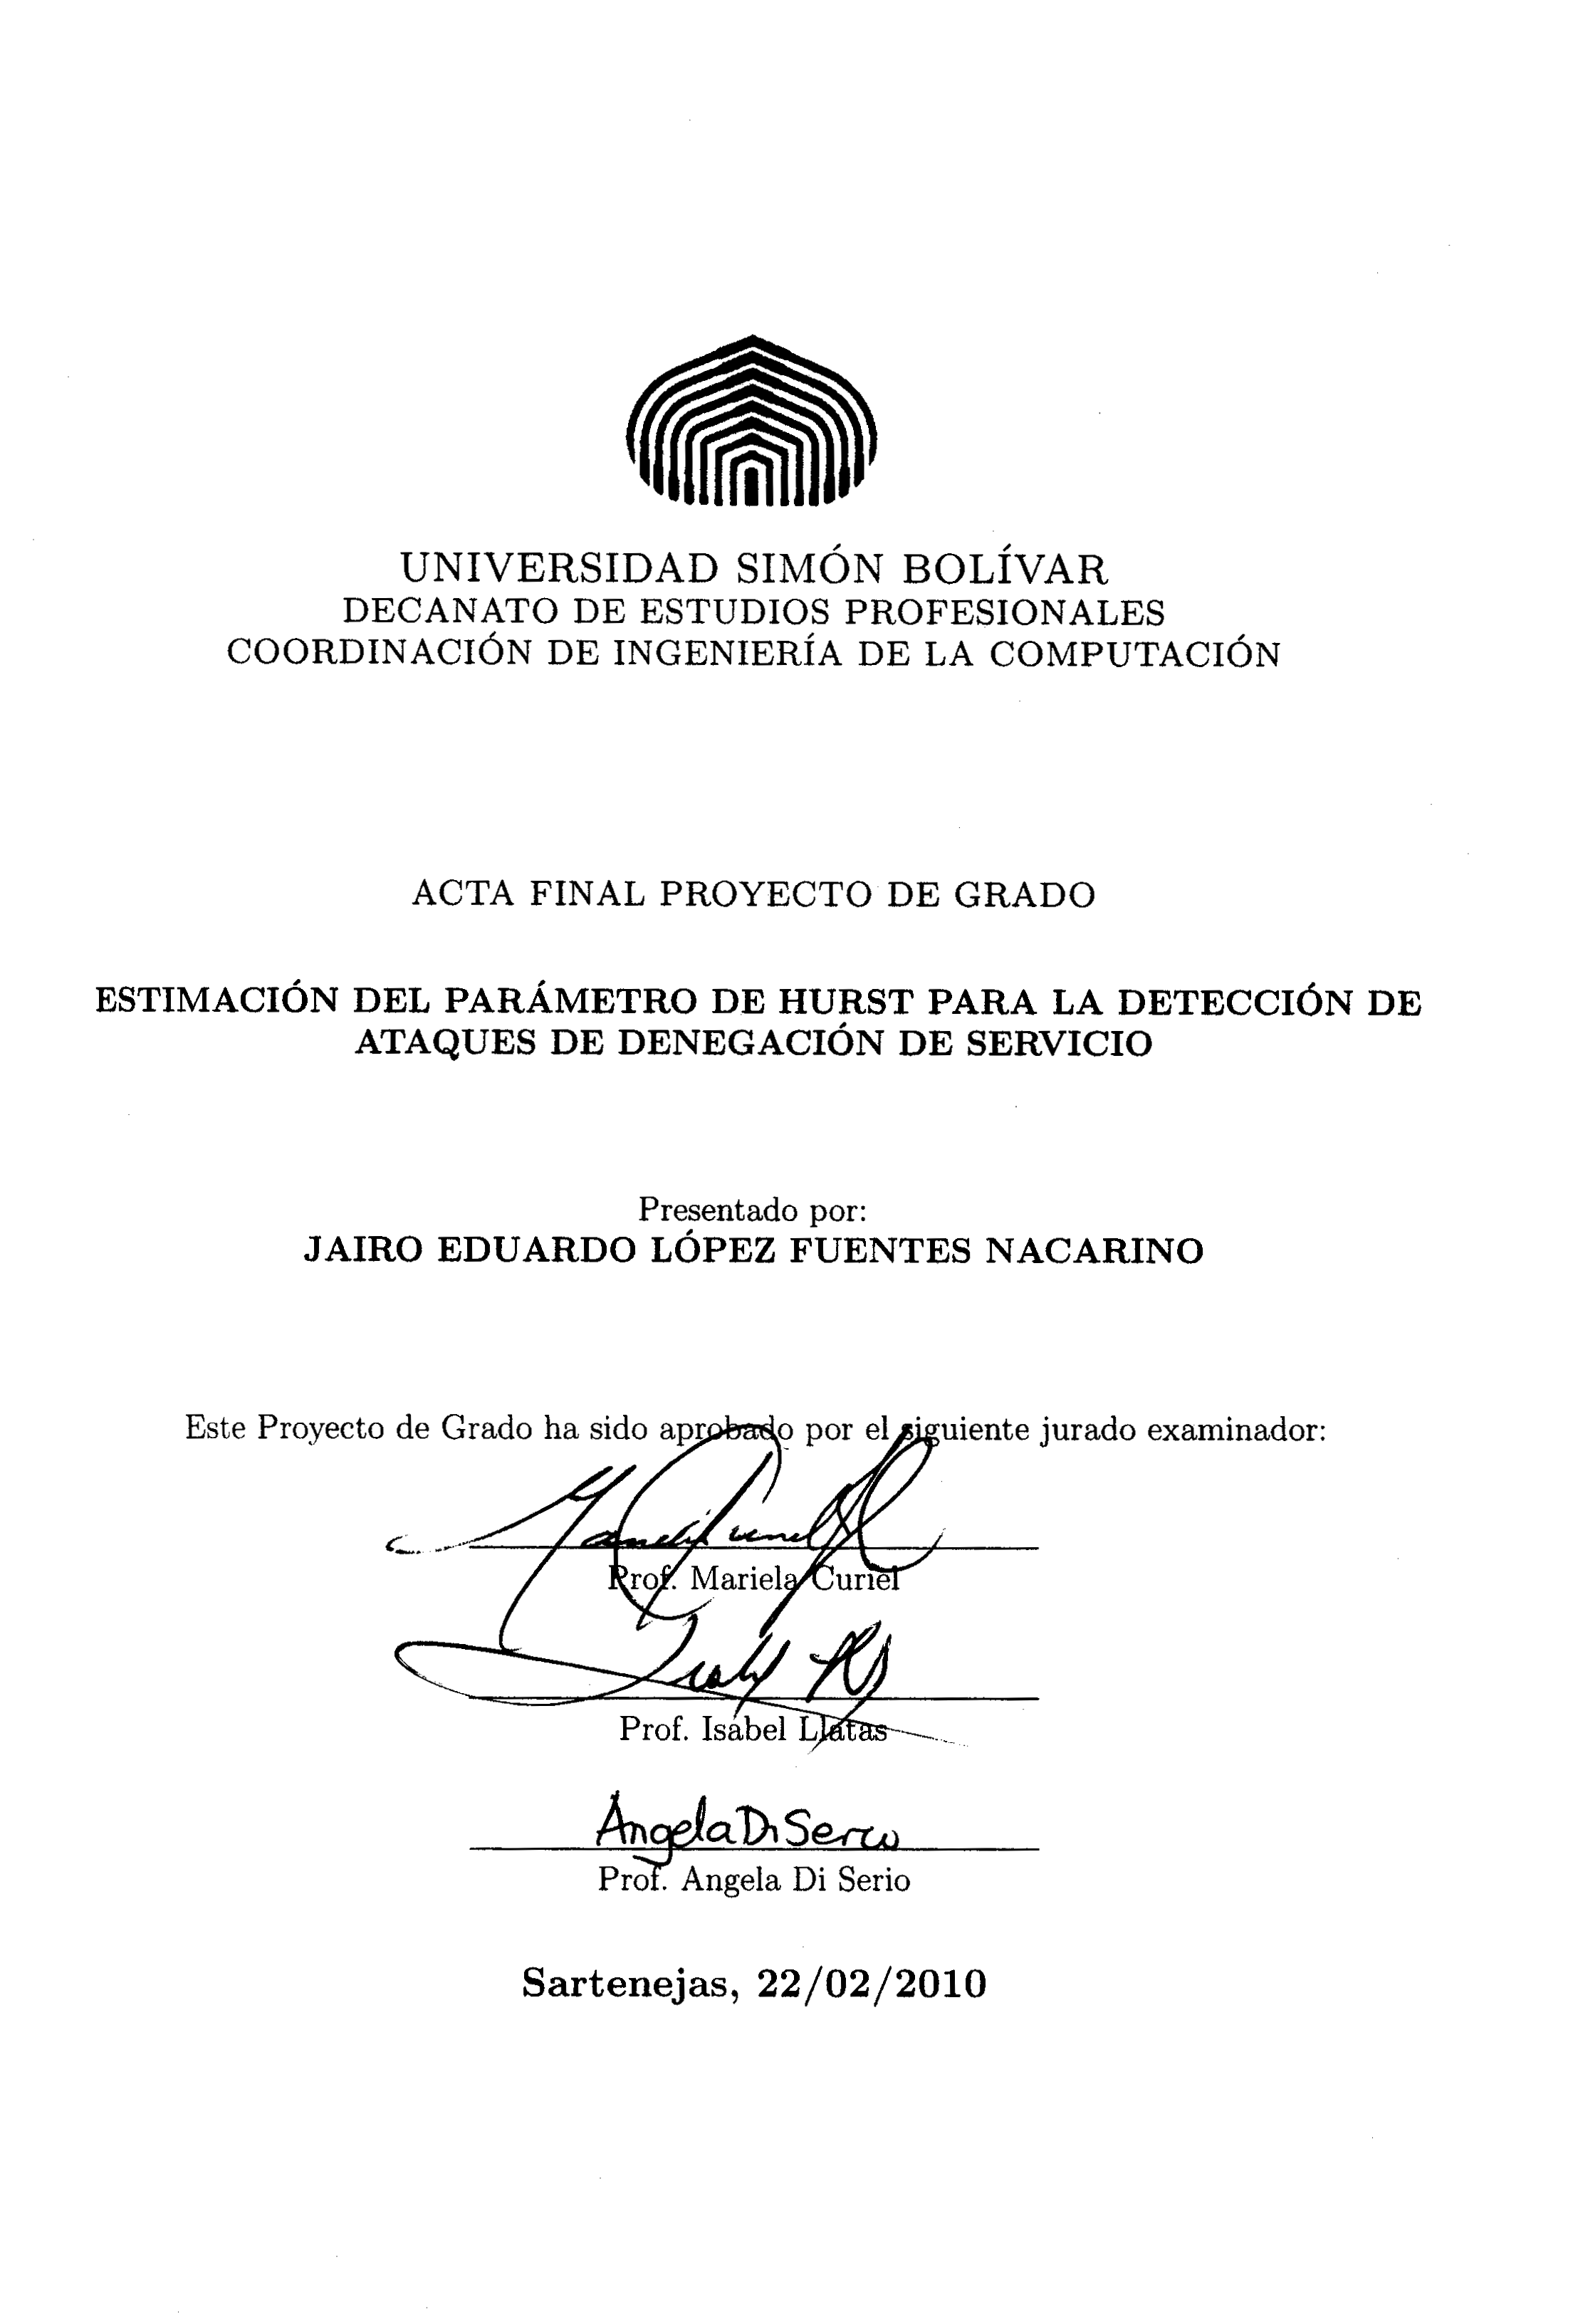 UNIVERSIDAD SIMÓN BOLÍVAR
DECANATO DE ESTUDIOS PROFESIONALES
COORDINACIÓN DE INGENIERÍA DE LA COMPUTACIÓN
ACTA FINAL PROYECTO DE GRADO
ESTIMACIÓN DEL PARÁMETRO DE HURST PARA LA DETECCIÓN DE
ATAQUES DE DENEGACIÓN DE SERVICIO
Presentado por:
JAIRO EDUARDO LÓPEZ FUENTES NACARINO
Este Proyecto de Grado ha sido aprobado por el siguiente jurado examinador:
Prof. Mariela Curiel
Prof. Isabel Llatas
Angela Di Serio
Prof. Angela Di Serio
Sartenejas, 22/02/2010